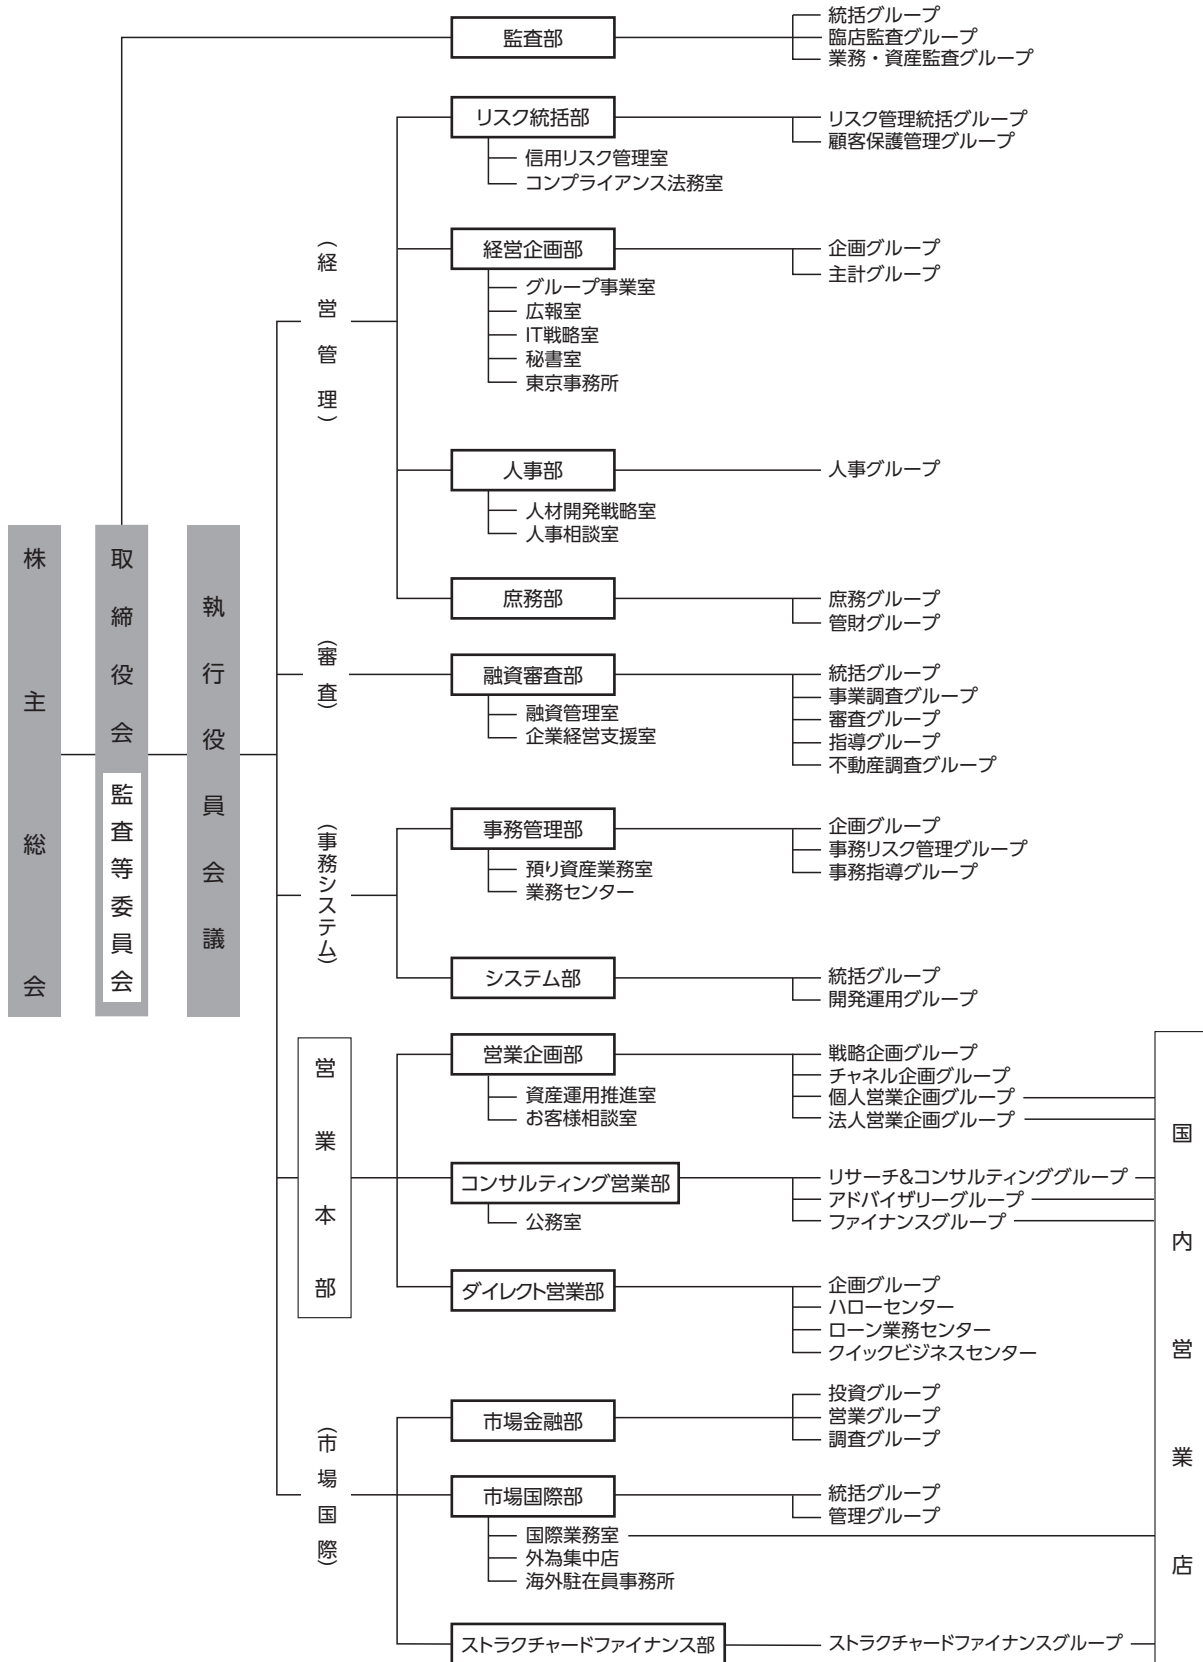 株主総会
取締役会
監査等委員会
執行役員会議
監査部
統括グループ
臨店監査グループ
業務・資産監査グループ
(経営管理)
リスク統括部
信用リスク管理室
コンプライアンス法務室
リスク管理統括グループ
顧客保護管理グループ
経営企画部
グループ事業室
広報室
IT戦略室
秘書室
東京事務所
企画グループ
主計グループ
人事部
人材開発戦略室
人事相談室
人事グループ
庶務部
庶務グループ
管財グループ
(審査)
融資審査部
融資管理室
企業経営支援室
統括グループ
事業調査グループ
審査グループ
指導グループ
不動産調査グループ
(事務システム)
事務管理部
預り資産業務室
業務センター
企画グループ
事務リスク管理グループ
事務指導グループ
システム部
統括グループ
開発運用グループ
営業本部
営業企画部
資産運用推進室
お客様相談室
戦略企画グループ
チャネル企画グループ
個人営業企画グループ
法人営業企画グループ
コンサルティング営業部
公務室
リサーチ&コンサルティンググループ
アドバイザリーグループ
ファイナンスグループ
ダイレクト営業部
企画グループ
ハローセンター
ローン業務センター
クイックビジネスセンター
(市場国際)
市場金融部
投資グループ
営業グループ
調査グループ
市場国際部
国際業務室
外為集中店
海外駐在員事務所
統括グループ
管理グループ
ストラクチャードファイナンス部
ストラクチャードファイナンスグループ
国内営業店